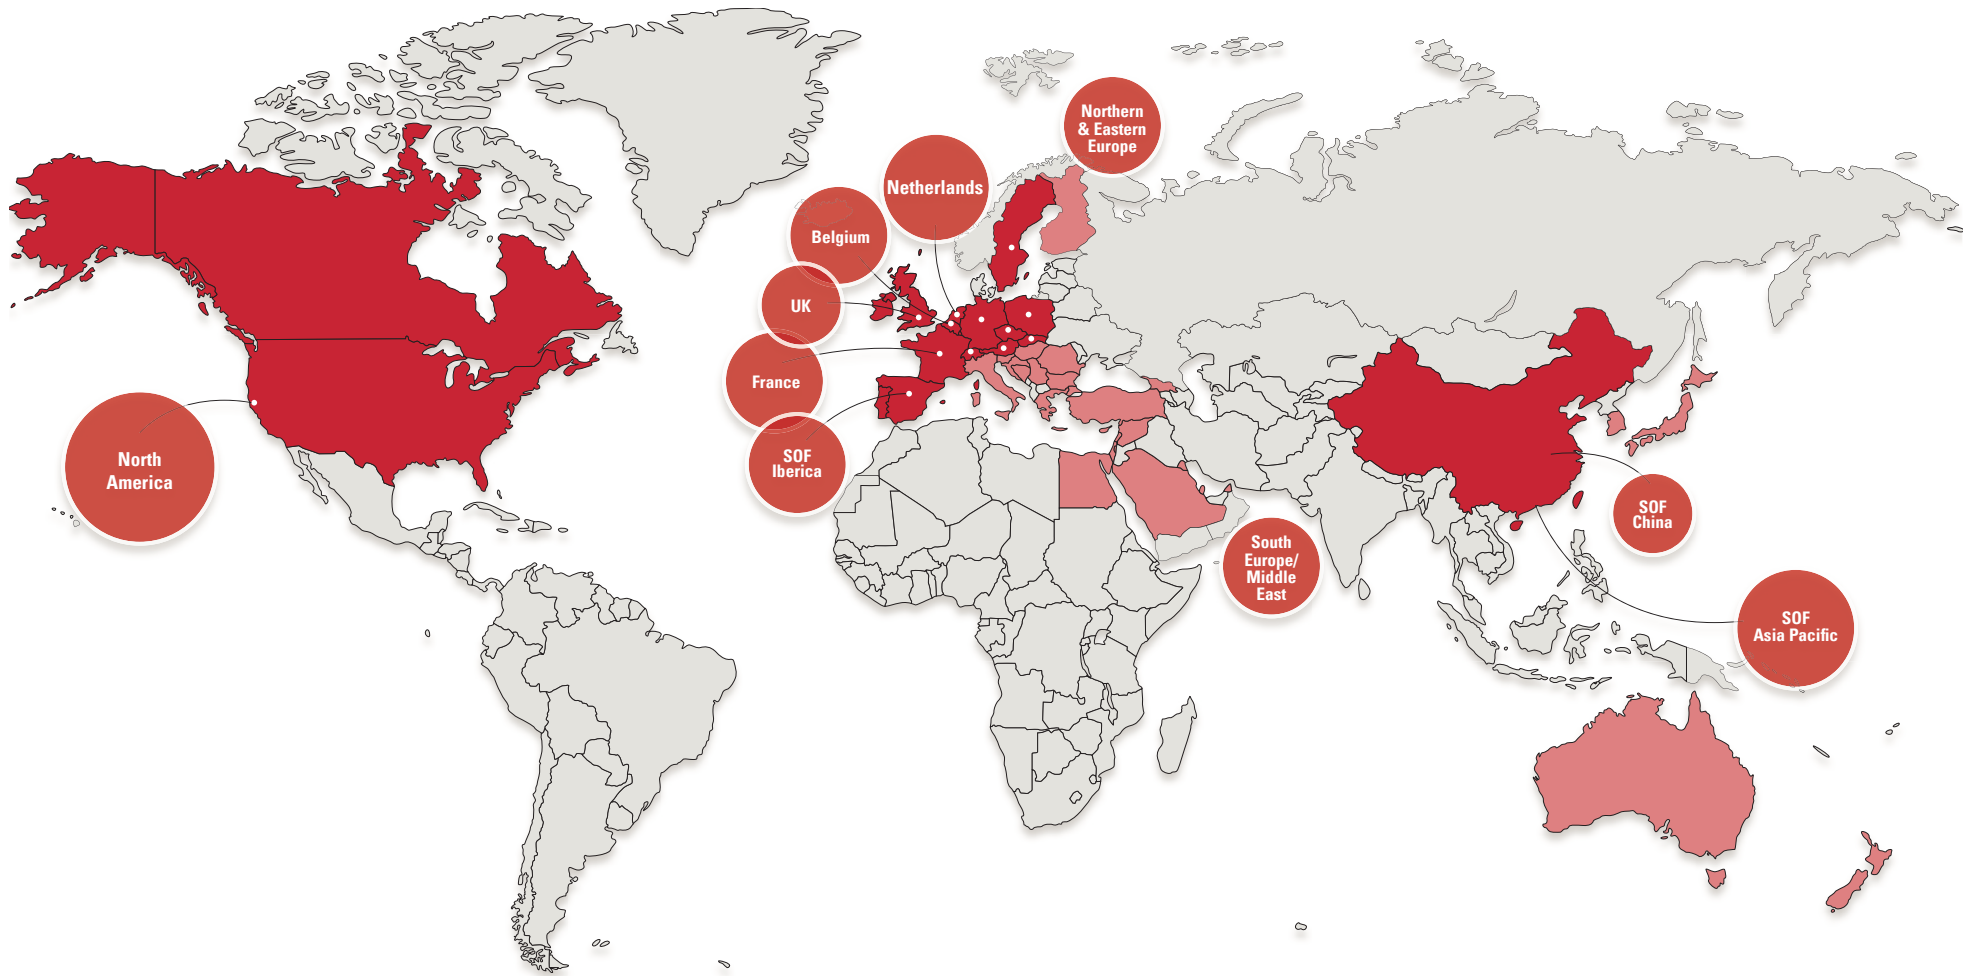 Northern
& Eastern
Europe
Netherlands
Belgium
UK
France
SOF
Iberica
North
America
SOF
China
South
Europe/
Middle
East
SOF
Asia Pacific